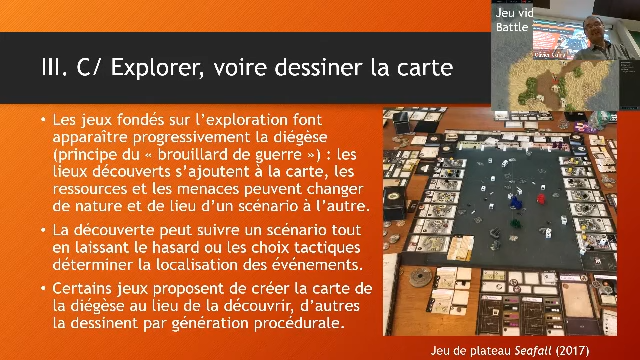 Jeu vid
Battle
Olivier Caïra
III. C/ Explorer, voire dessiner la carte
• Les jeux fondés sur l’exploration font
apparaître progressivement la diégèse
(principe du « brouillard de guerre ») : les
lieux découverts s’ajoutent à la carte, les
ressources et les menaces peuvent changer
de nature et de lieu d’un scénario à l’autre.
• La découverte peut suivre un scénario tout
en laissant le hasard ou les choix tactiques
déterminer la localisation des événements.
• Certains jeux proposent de créer la carte de
la diégèse au lieu de la découvrir, d’autres
la dessinent par génération procédurale.
Jeu de plateau Seafall (2017)